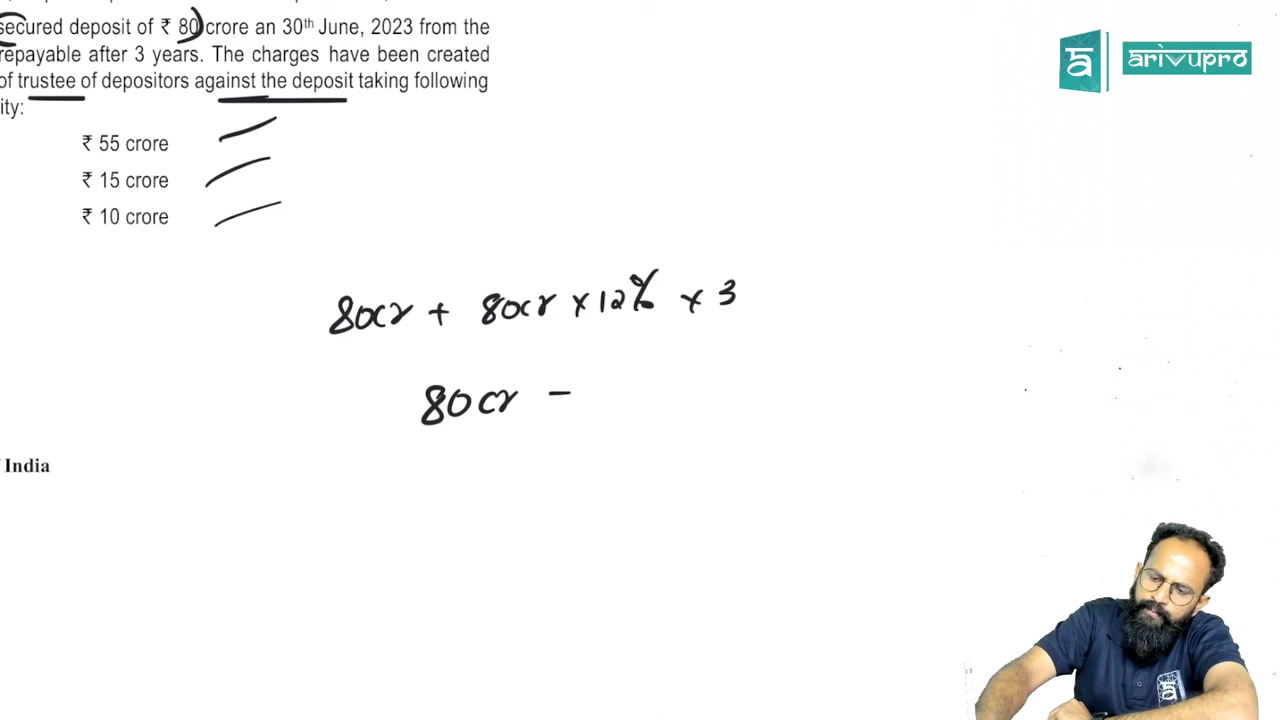 secured deposit of ₹ 80 crore an 30th June, 2023 from the
repayable after 3 years. The charges have been created
of trustee of depositors against the deposit taking following
ity:
₹ 55 crore
₹ 15 crore
₹ 10 crore
80cr + 80cr × 12% × 3
80cr -
India
a
arivupro